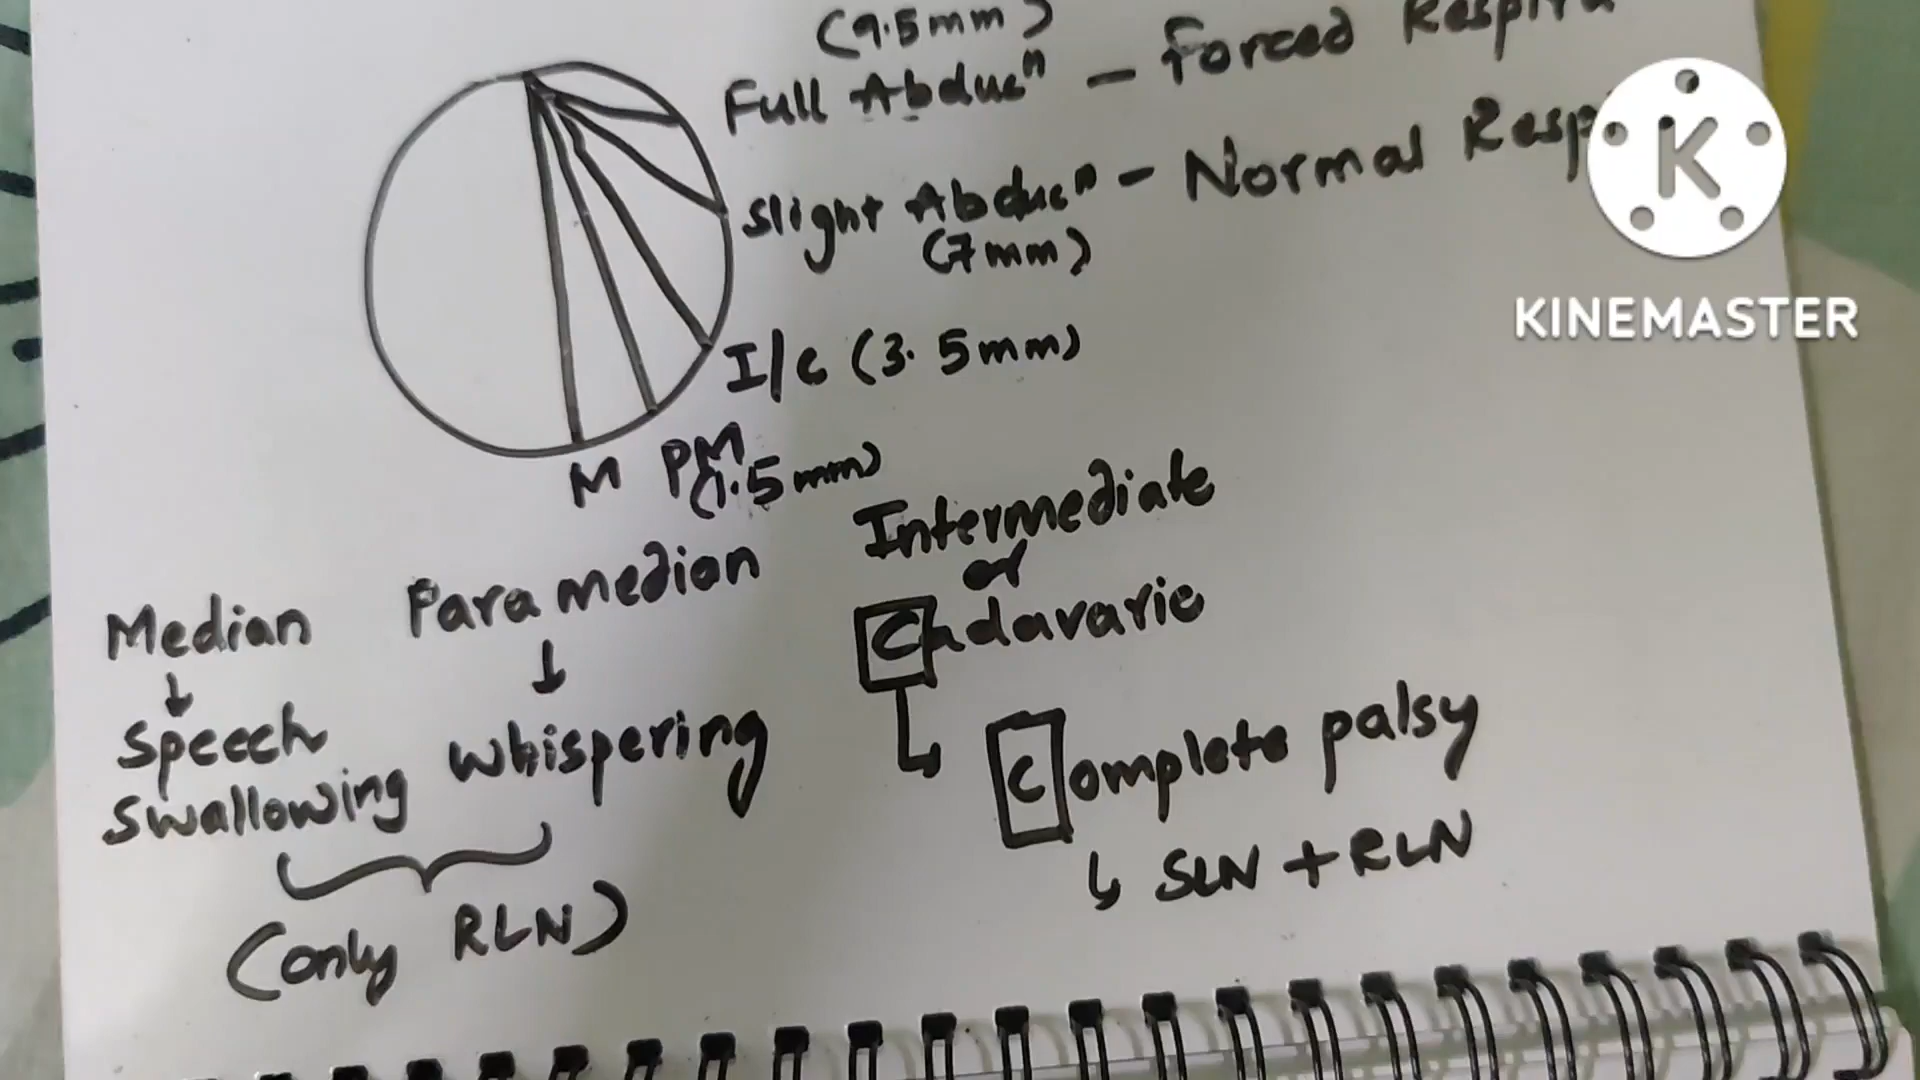 (9.5mm)
Full Abducⁿ - Forced
Slight Abducⁿ - Normal
(7mm)
I/C (3.5mm)
M PM
(1.5mm)
Intermediate
or
Cadavaric
Median Paramedian
↓ ↓
Speech whispering
Swallowing
Complete palsy
↳ SLN + RLN
(only RLN)
K
KINEMASTER